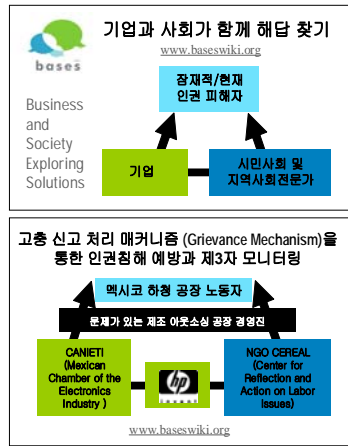 기업과 사회가 함께 해답 찾기
www.baseswiki.org
bases
Business
and
Society
Exploring
Solutions
잠재적/현재
인권 피해자
기업
시민사회 및
지역사회전문가
고충 신고 처리 매커니즘 (Grievance Mechanism)을
통한 인권침해 예방과 제3자 모니터링
멕시코 하청 공장 노동자
문제가 있는 제조 아웃소싱 공장 경영진
CANIETI
(Mexican
Chamber of the
Electronics
Industry )
hp
invent
NGO CEREAL
(Center for
Reflection and
Action on Labor
Issues)
www.baseswiki.org